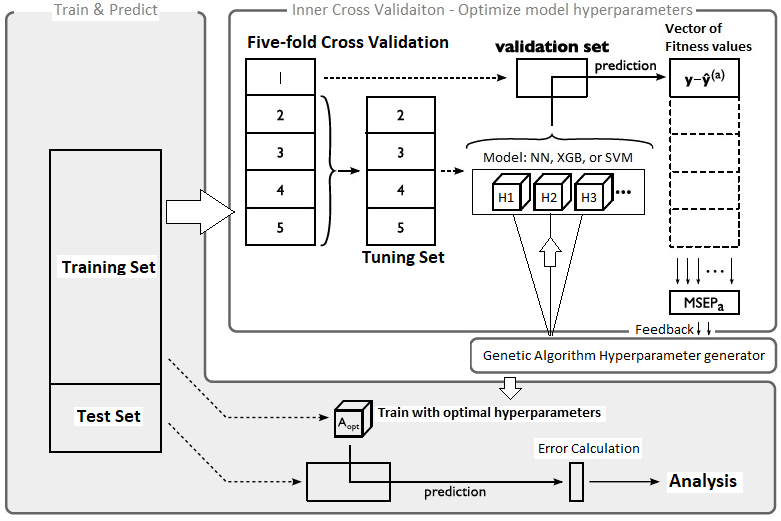 Train & Predict
Inner Cross Validaiton - Optimize model hyperparameters
Five-fold Cross Validation
validation set
Vector of
Fitness values
prediction
1
y-ŷ(a)
2
3
4
5
2
3
4
5
Model: NN, XGB, or SVM
H1
H2
H3
...
Tuning Set
...
MSEPa
Feedback
Genetic Algorithm Hyperparameter generator
Training Set
Test Set
Aopt
Train with optimal hyperparameters
Error Calculation
prediction
Analysis